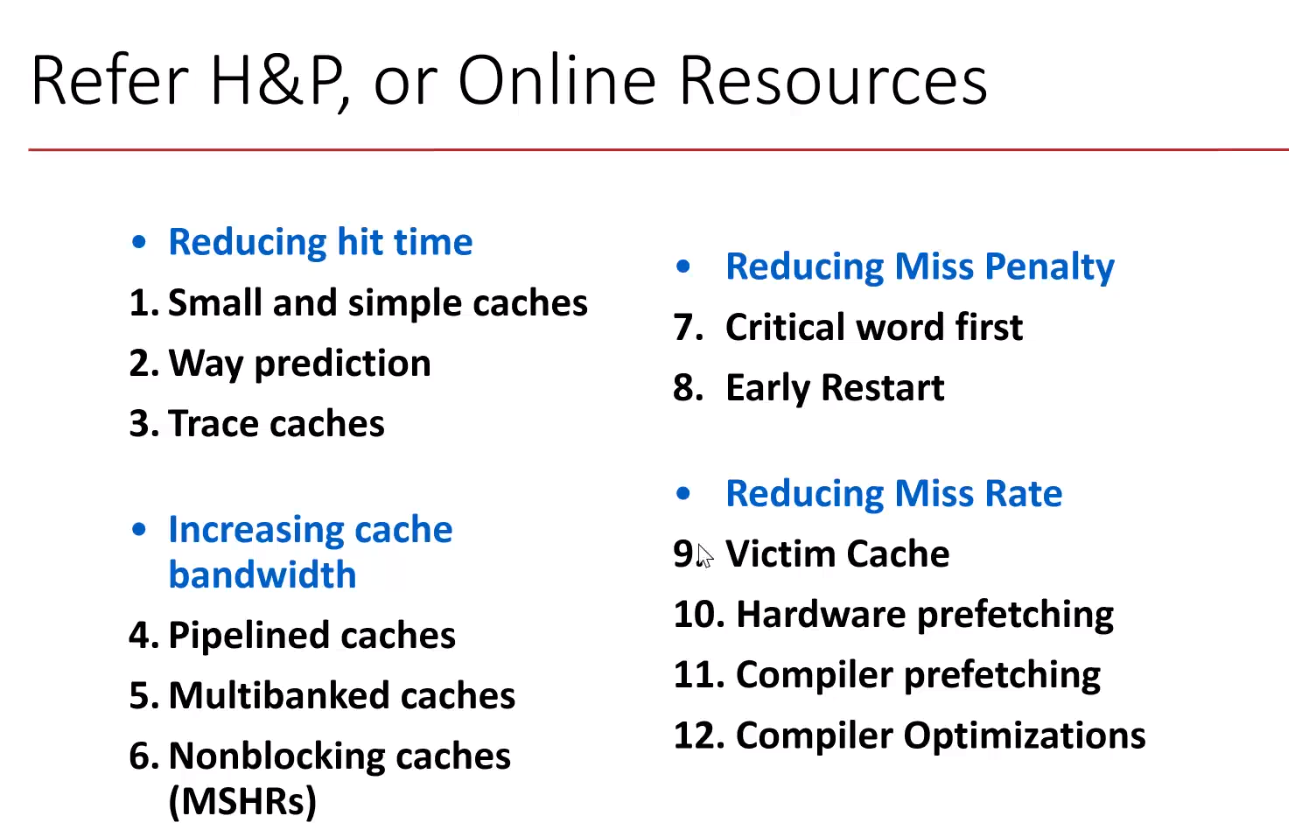 Refer H&P, or Online Resources
• Reducing hit time
1. Small and simple caches
2. Way prediction
3. Trace caches
• Increasing cache
bandwidth
4. Pipelined caches
5. Multibanked caches
6. Nonblocking caches
(MSHRs)
• Reducing Miss Penalty
7. Critical word first
8. Early Restart
• Reducing Miss Rate
9. Victim Cache
10. Hardware prefetching
11. Compiler prefetching
12. Compiler Optimizations